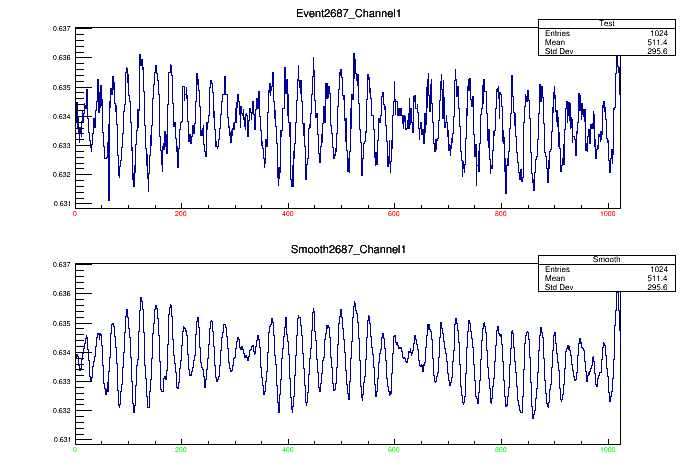 Event2687_Channel1
Test
Entries 1024
Mean 511.4
Std Dev 295.6
0.637
0.636
0.635
0.634
0.633
0.632
0.631
0 200 400 600 800 1000
Smooth2687_Channel1
Smooth
Entries 1024
Mean 511.4
Std Dev 295.6
0.637
0.636
0.635
0.634
0.633
0.632
0.631
0 200 400 600 800 1000